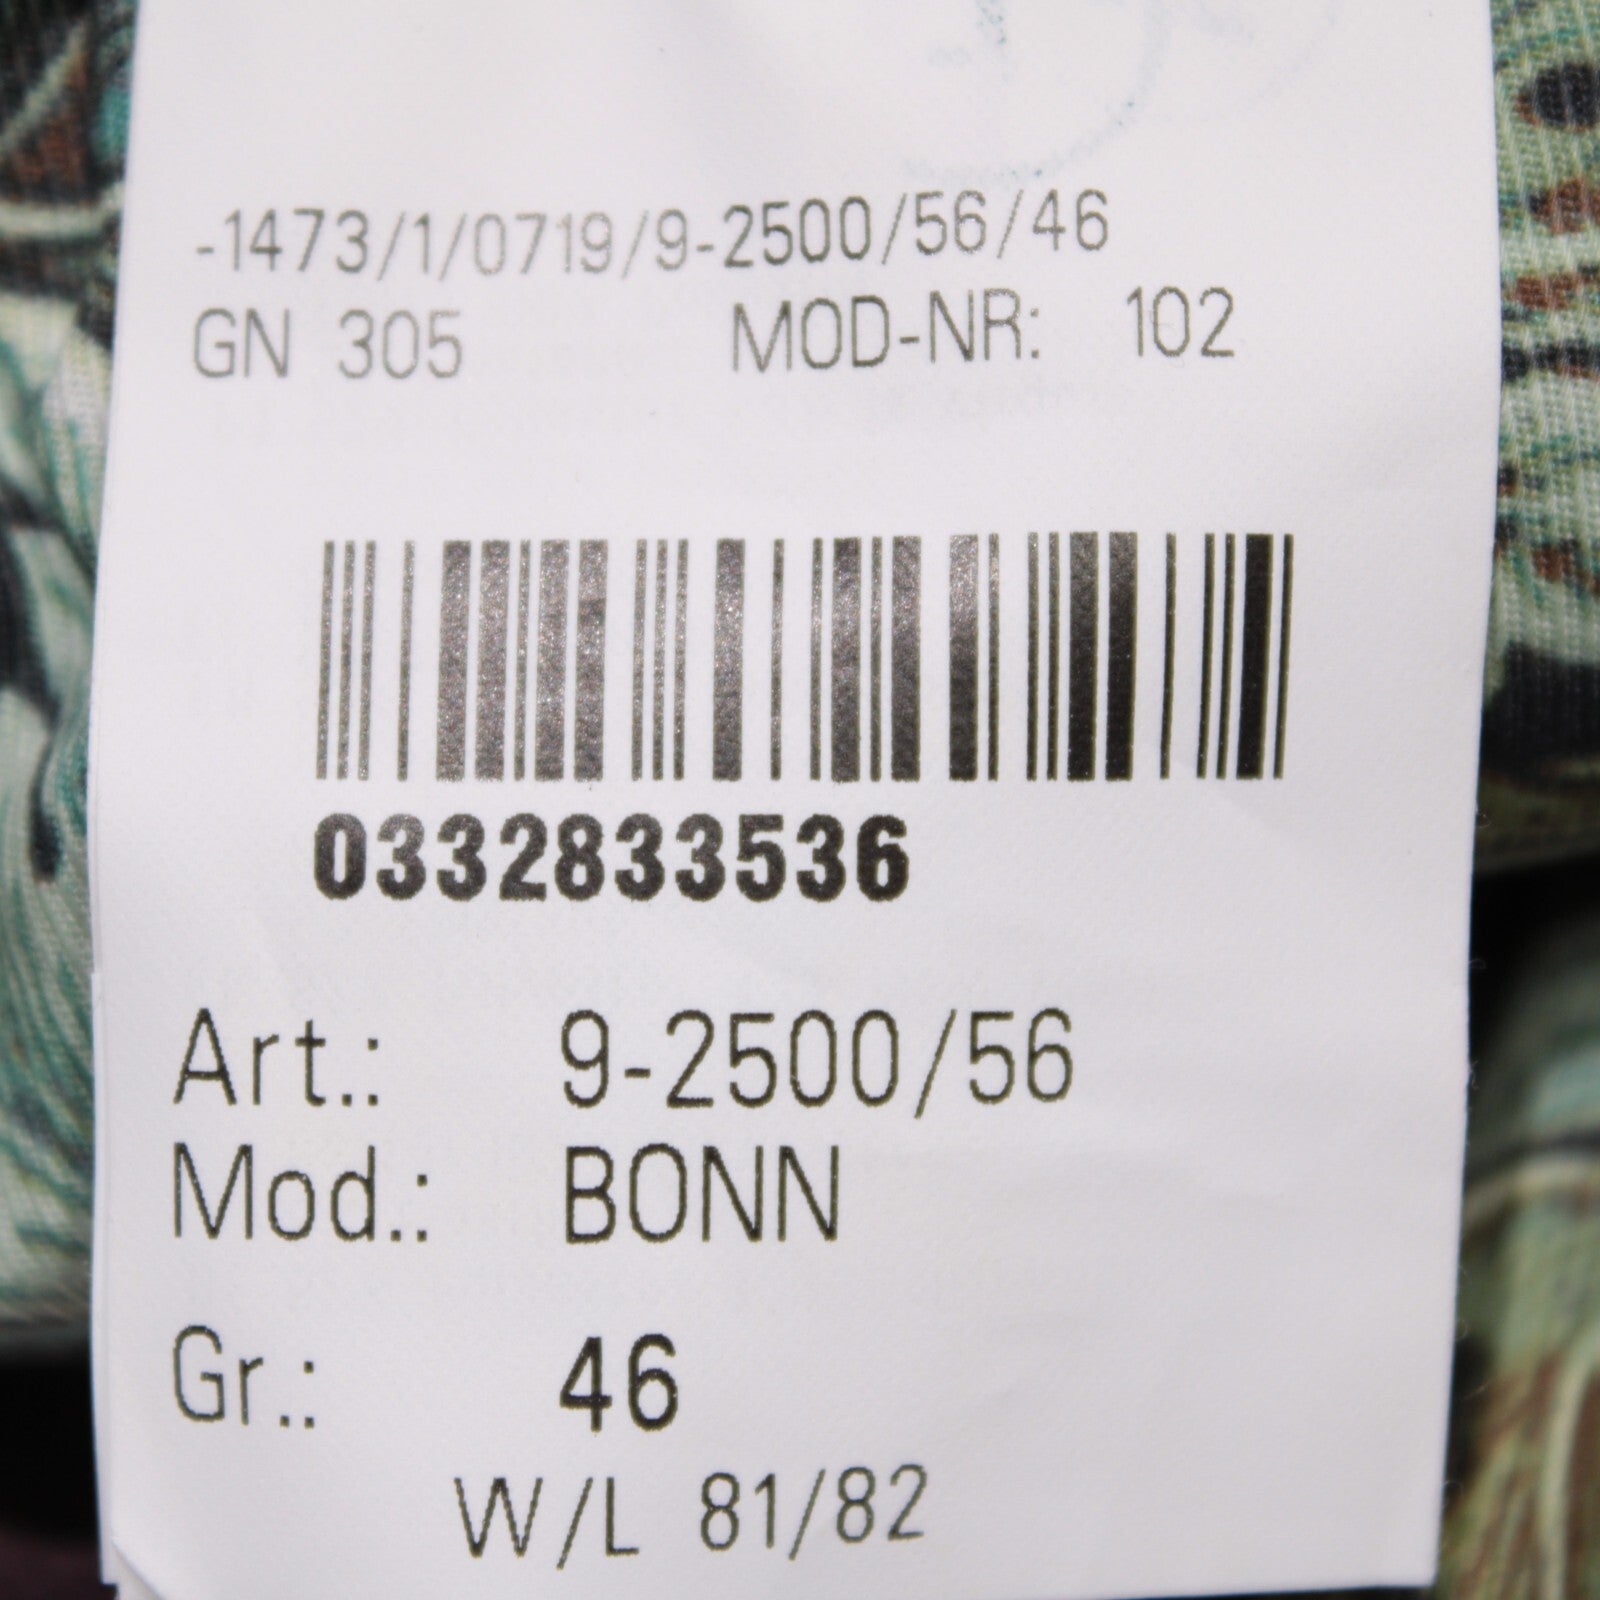 -1473/1/0719/9-2500/56/46
GN 305 MOD-NR: 102
0332833536
Art.: 9-2500/56
Mod.: BONN
Gr.: 46
W/L 81/82